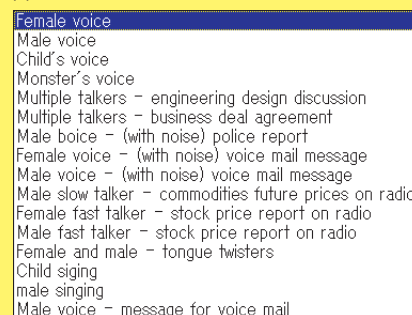 Female voice
Male voice
Child's voice
Monster's voice
Multiple talkers - engineering design discussion
Multiple talkers - business deal agreement
Male boice - (with noise) police report
Female voice - (with noise) voice mail message
Male voice - (with noise) voice mail message
Male slow talker - commodities future prices on radio
Female fast talker - stock price report on radio
Male fast talker - stock price report on radio
Female and male - tongue twisters
Child siging
male singing
Male voice - message for voice mail